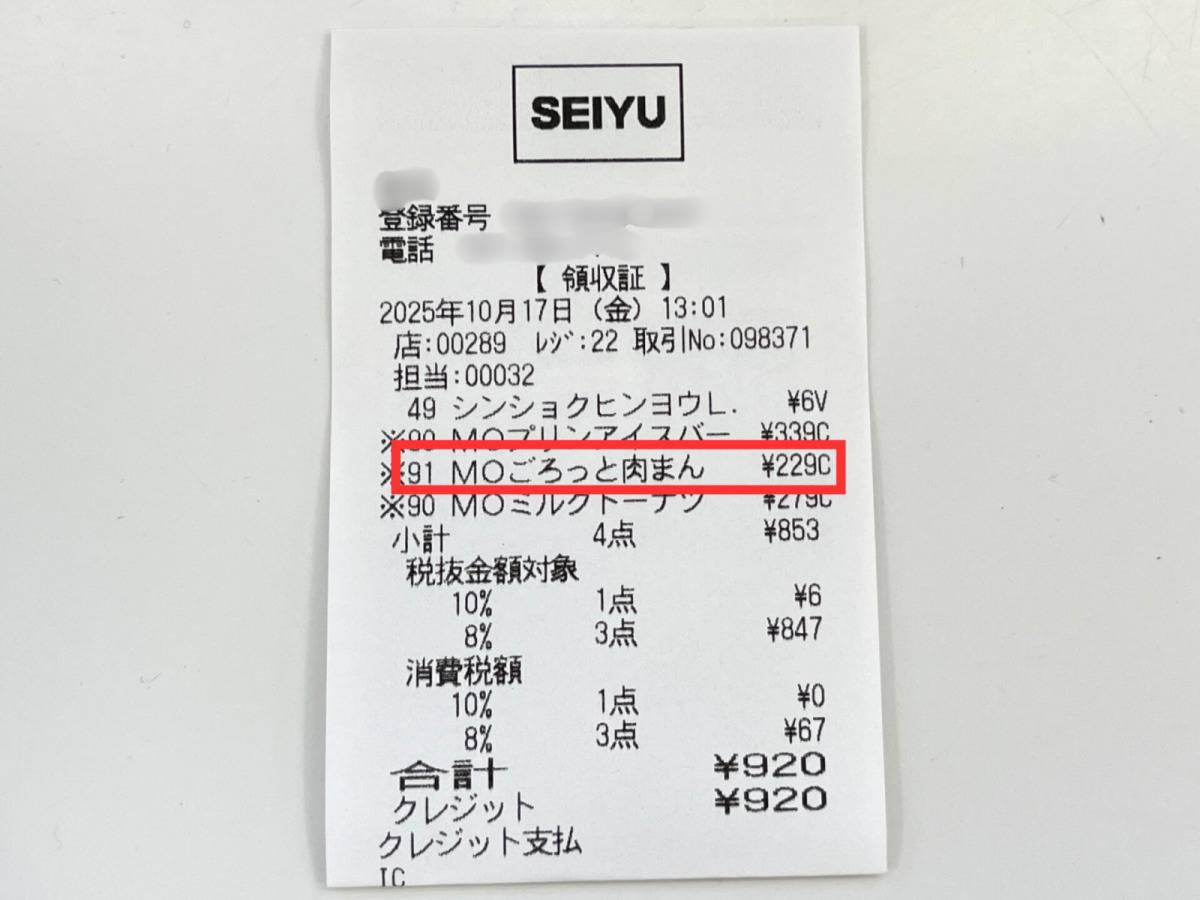 SEIYU
登録番号
電話
【 領収証 】
2025年10月17日 (金) 13:01
店:00289 ﾚｼﾞ:22 取引No:098371
担当:00032
49 シンショクヒンヨウL. ¥6V
※90 MOプリンアイスバー ¥339C
※91 MOごろっと肉まん ¥229C
※90 MOミルクドーナツ ¥279C
小計 4点 ¥853
税抜金額対象
10% 1点 ¥6
8% 3点 ¥847
消費税額
10% 1点 ¥0
8% 3点 ¥67
合計 ¥920
クレジット ¥920
クレジット支払
IC